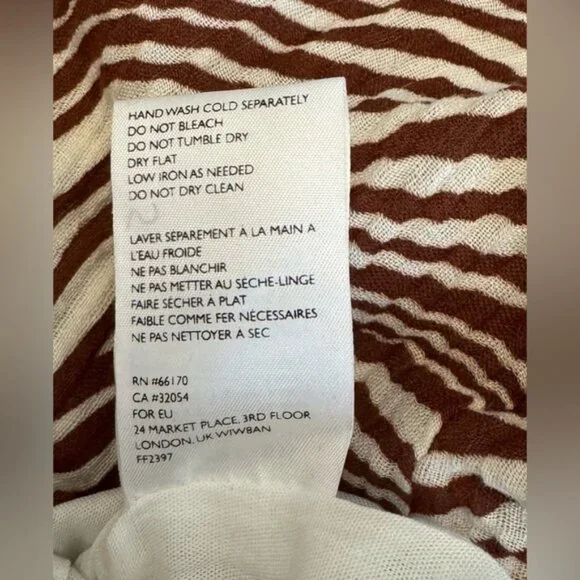 HAND WASH COLD SEPARATELY
DO NOT BLEACH
DO NOT TUMBLE DRY
DRY FLAT
LOW IRON AS NEEDED
DO NOT DRY CLEAN
LAVER SÉPAREMENT À LA MAIN A
L'EAU FROIDE
NE PAS BLANCHIR
NE PAS METTER AU SÈCHE-LINGE
FAIRE SÉCHER À PLAT
FAIBLE COMME FER NÉCESSAIRES
NE PAS NETTOYER A SEC
RN #66170
CA #32054
FOR EU
24 MARKET PLACE, 3RD FLOOR
LONDON, UK W1W8AN
FF2397